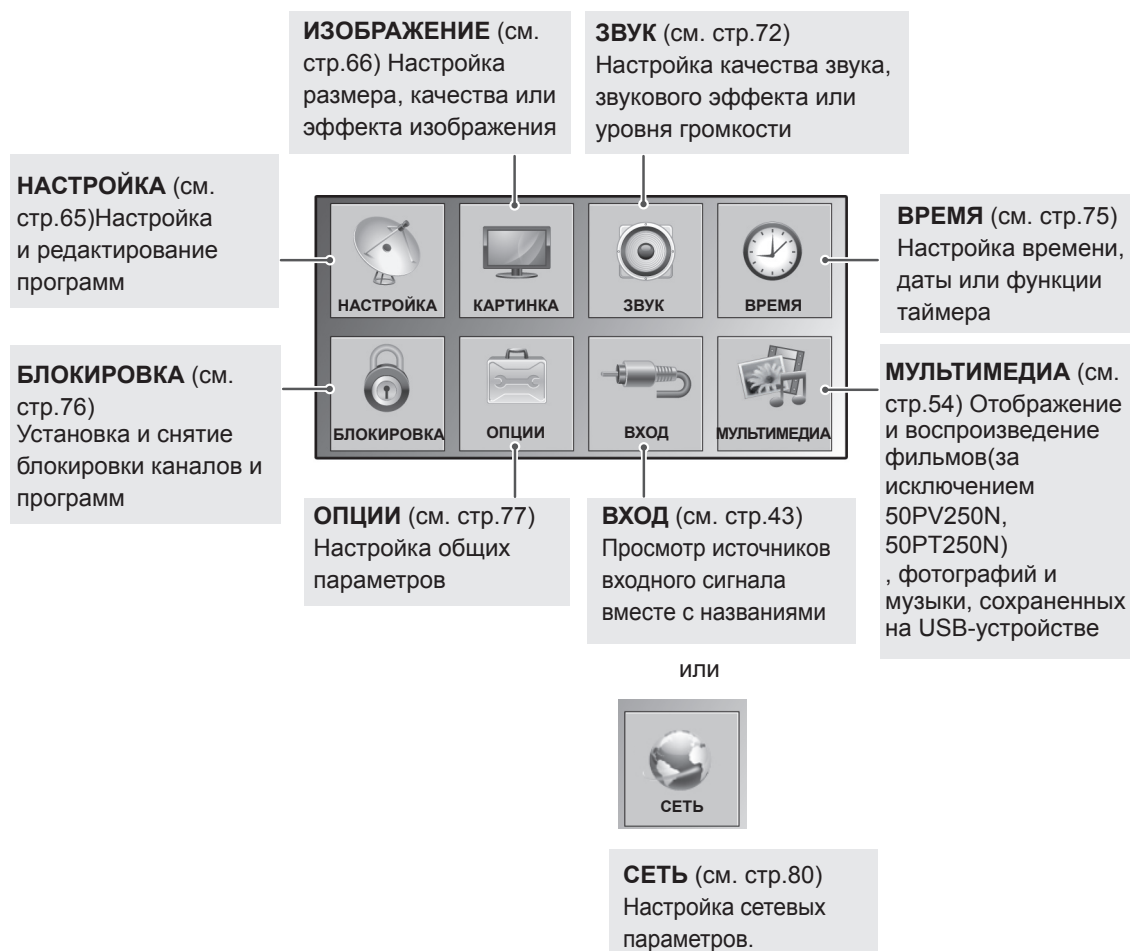 ИЗОБРАЖЕНИЕ (см.
стр.66) Настройка
размера, качества или
эффекта изображения
ЗВУК (см. стр.72)
Настройка качества звука,
звукового эффекта или
уровня громкости
НАСТРОЙКА (см.
стр.65)Настройка
и редактирование
программ
ВРЕМЯ (см. стр.75)
Настройка времени,
даты или функции
таймера
НАСТРОЙКА
КАРТИНКА
ЗВУК
ВРЕМЯ
БЛОКИРОВКА (см.
стр.76)
Установка и снятие
блокировки каналов и
программ
БЛОКИРОВКА
ОПЦИИ
ВХОД
МУЛЬТИМЕДИА
МУЛЬТИМЕДИА (см.
стр.54) Отображение
и воспроизведение
фильмов(за
исключением
50PV250N,
50PT250N)
, фотографий и
музыки, сохраненных
на USB-устройстве
ОПЦИИ (см. стр.77)
Настройка общих
параметров
ВХОД (см. стр.43)
Просмотр источников
входного сигнала
вместе с названиями
или
СЕТЬ
СЕТЬ (см. стр.80)
Настройка сетевых
параметров.